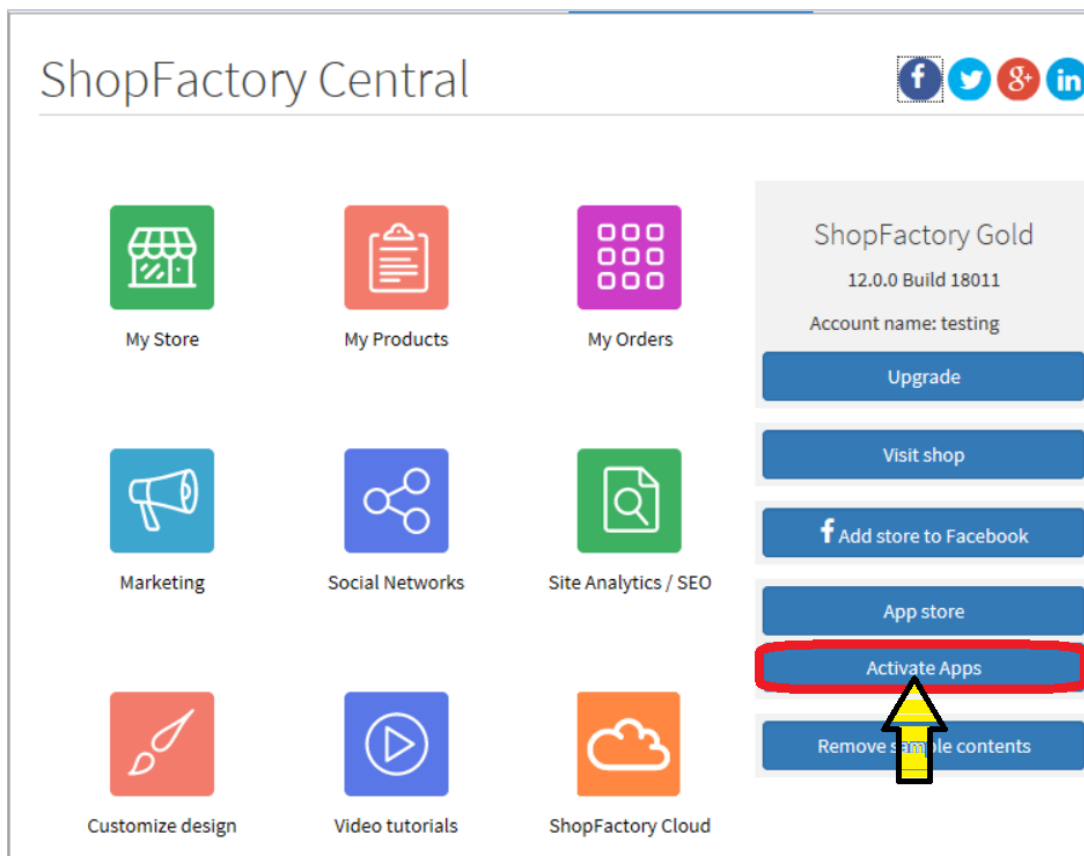 ShopFactory Central
f
g+
in
My Store
My Products
My Orders
ShopFactory Gold
12.0.0 Build 18011
Account name: testing
Upgrade
Visit shop
Marketing
Social Networks
Site Analytics / SEO
f Add store to Facebook
App store
Activate Apps
Remove sample contents
Customize design
Video tutorials
ShopFactory Cloud